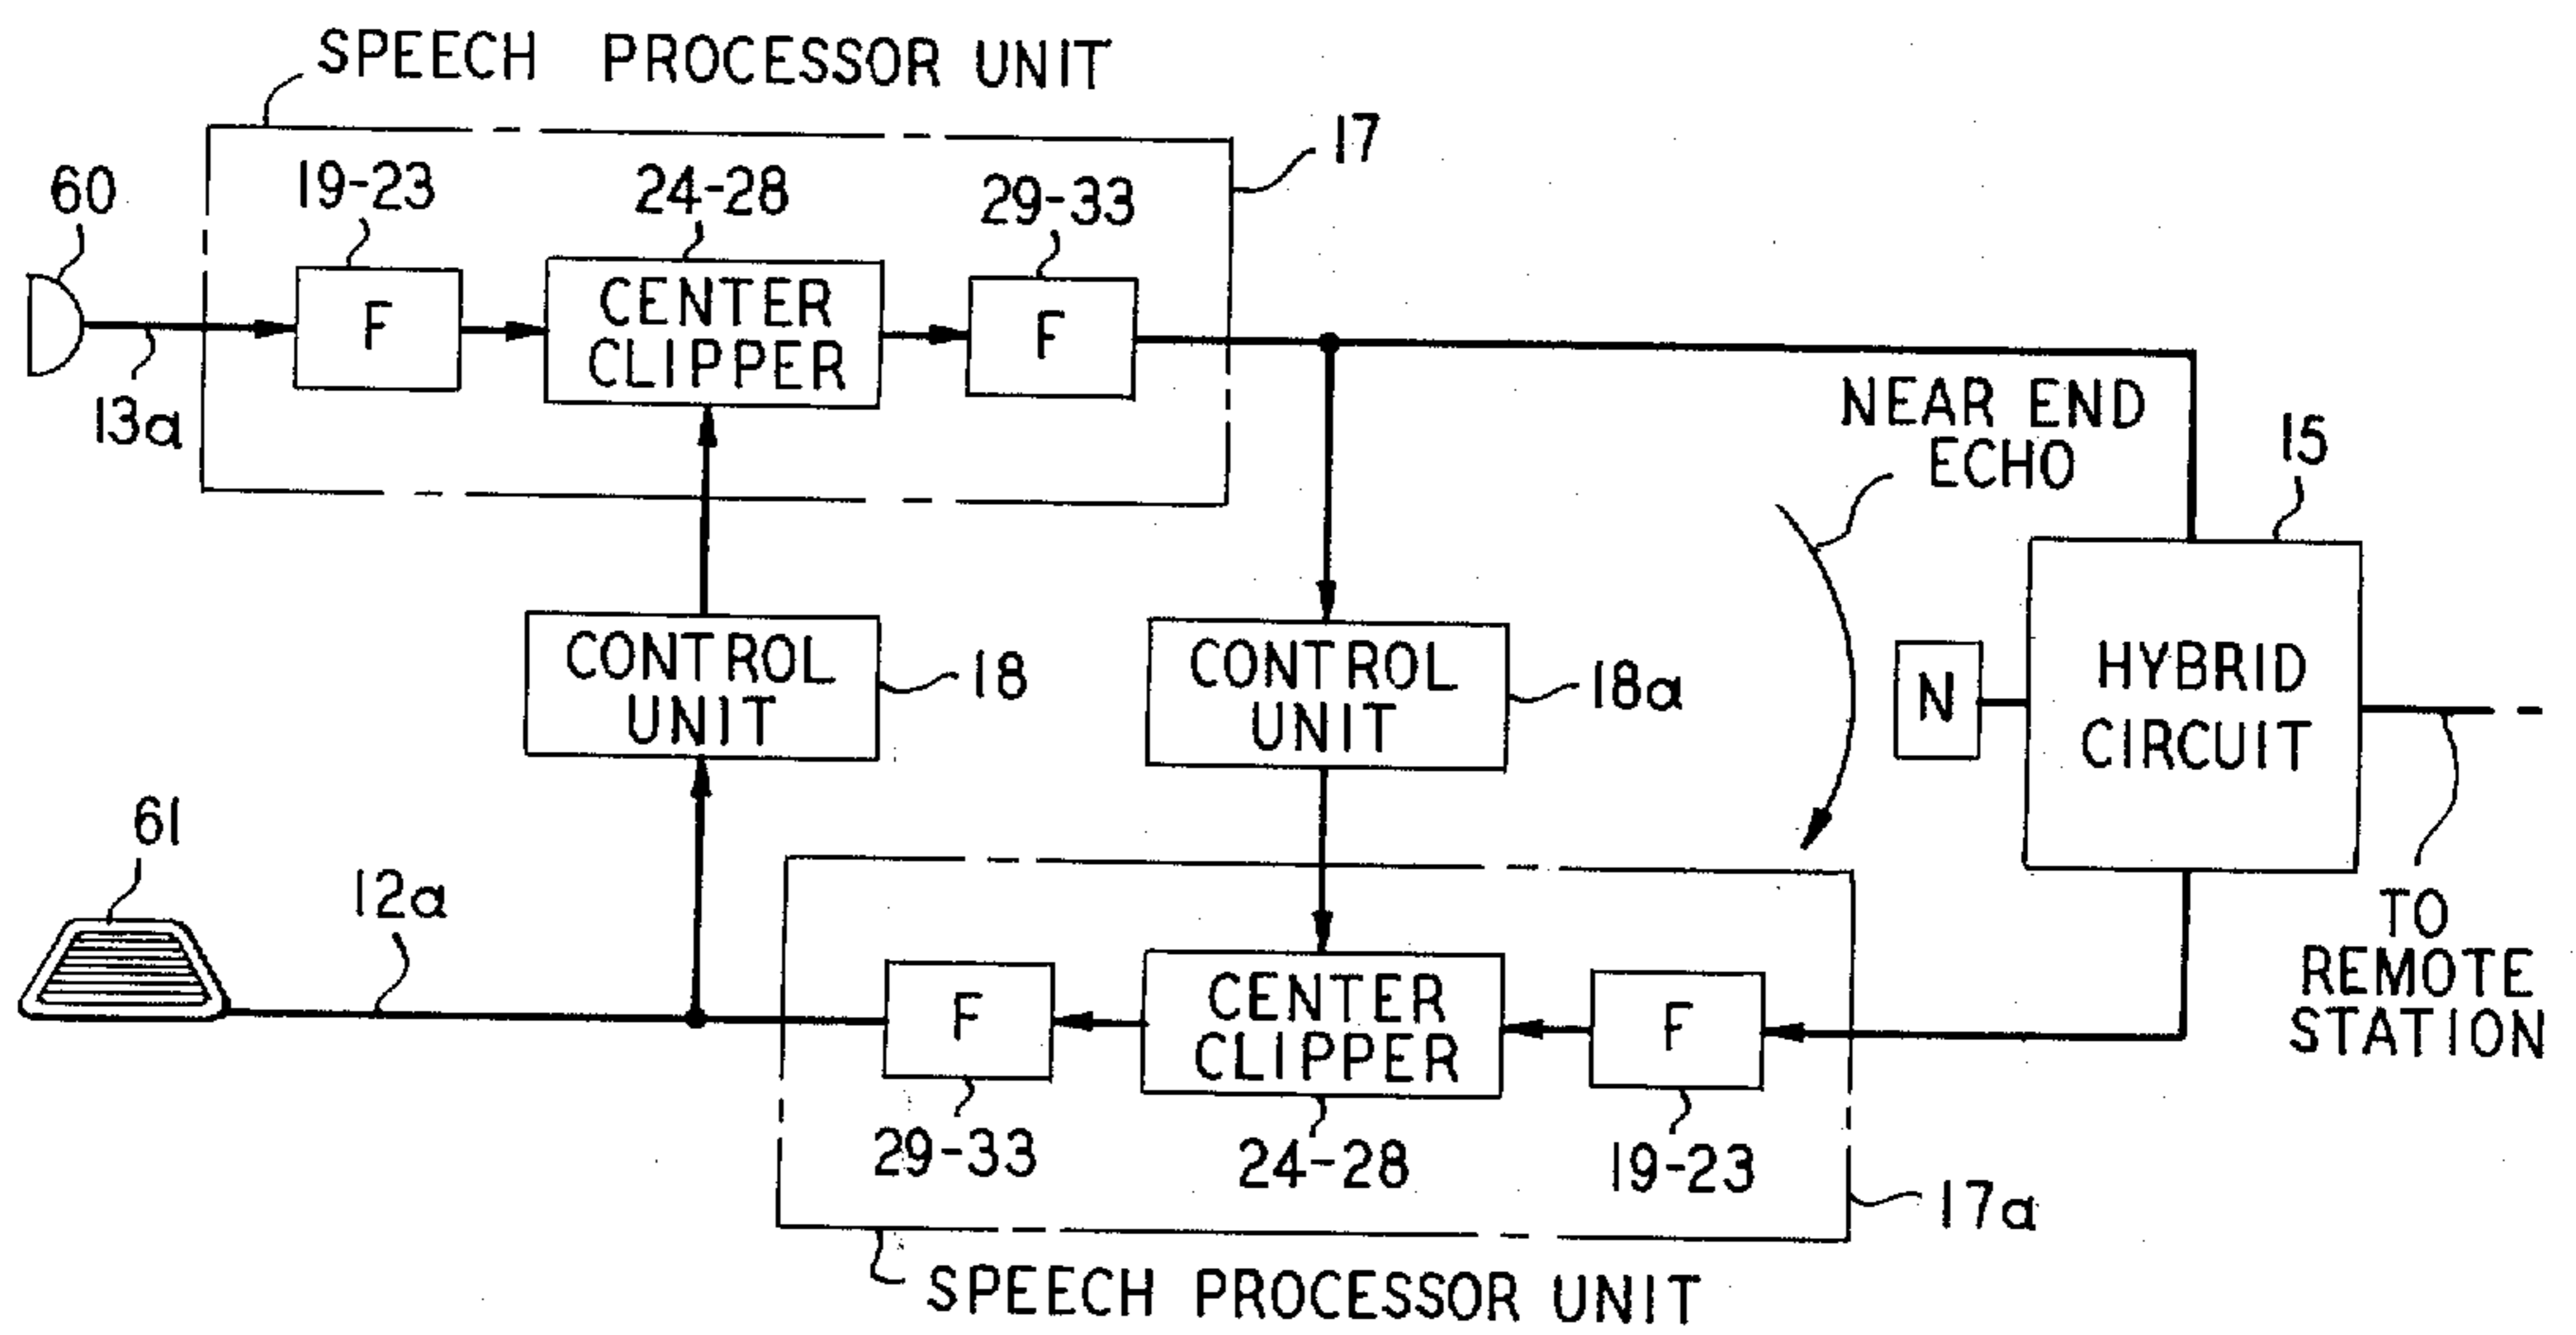 SPEECH PROCESSOR UNIT
17
60
19-23
24-28
29-33
F
CENTER
CLIPPER
F
13a
NEAR END
ECHO
15
CONTROL
UNIT
18
CONTROL
UNIT
18a
N
HYBRID
CIRCUIT
61
12a
TO
REMOTE
STATION
F
CENTER
CLIPPER
F
29-33
24-28
19-23
17a
SPEECH PROCESSOR UNIT